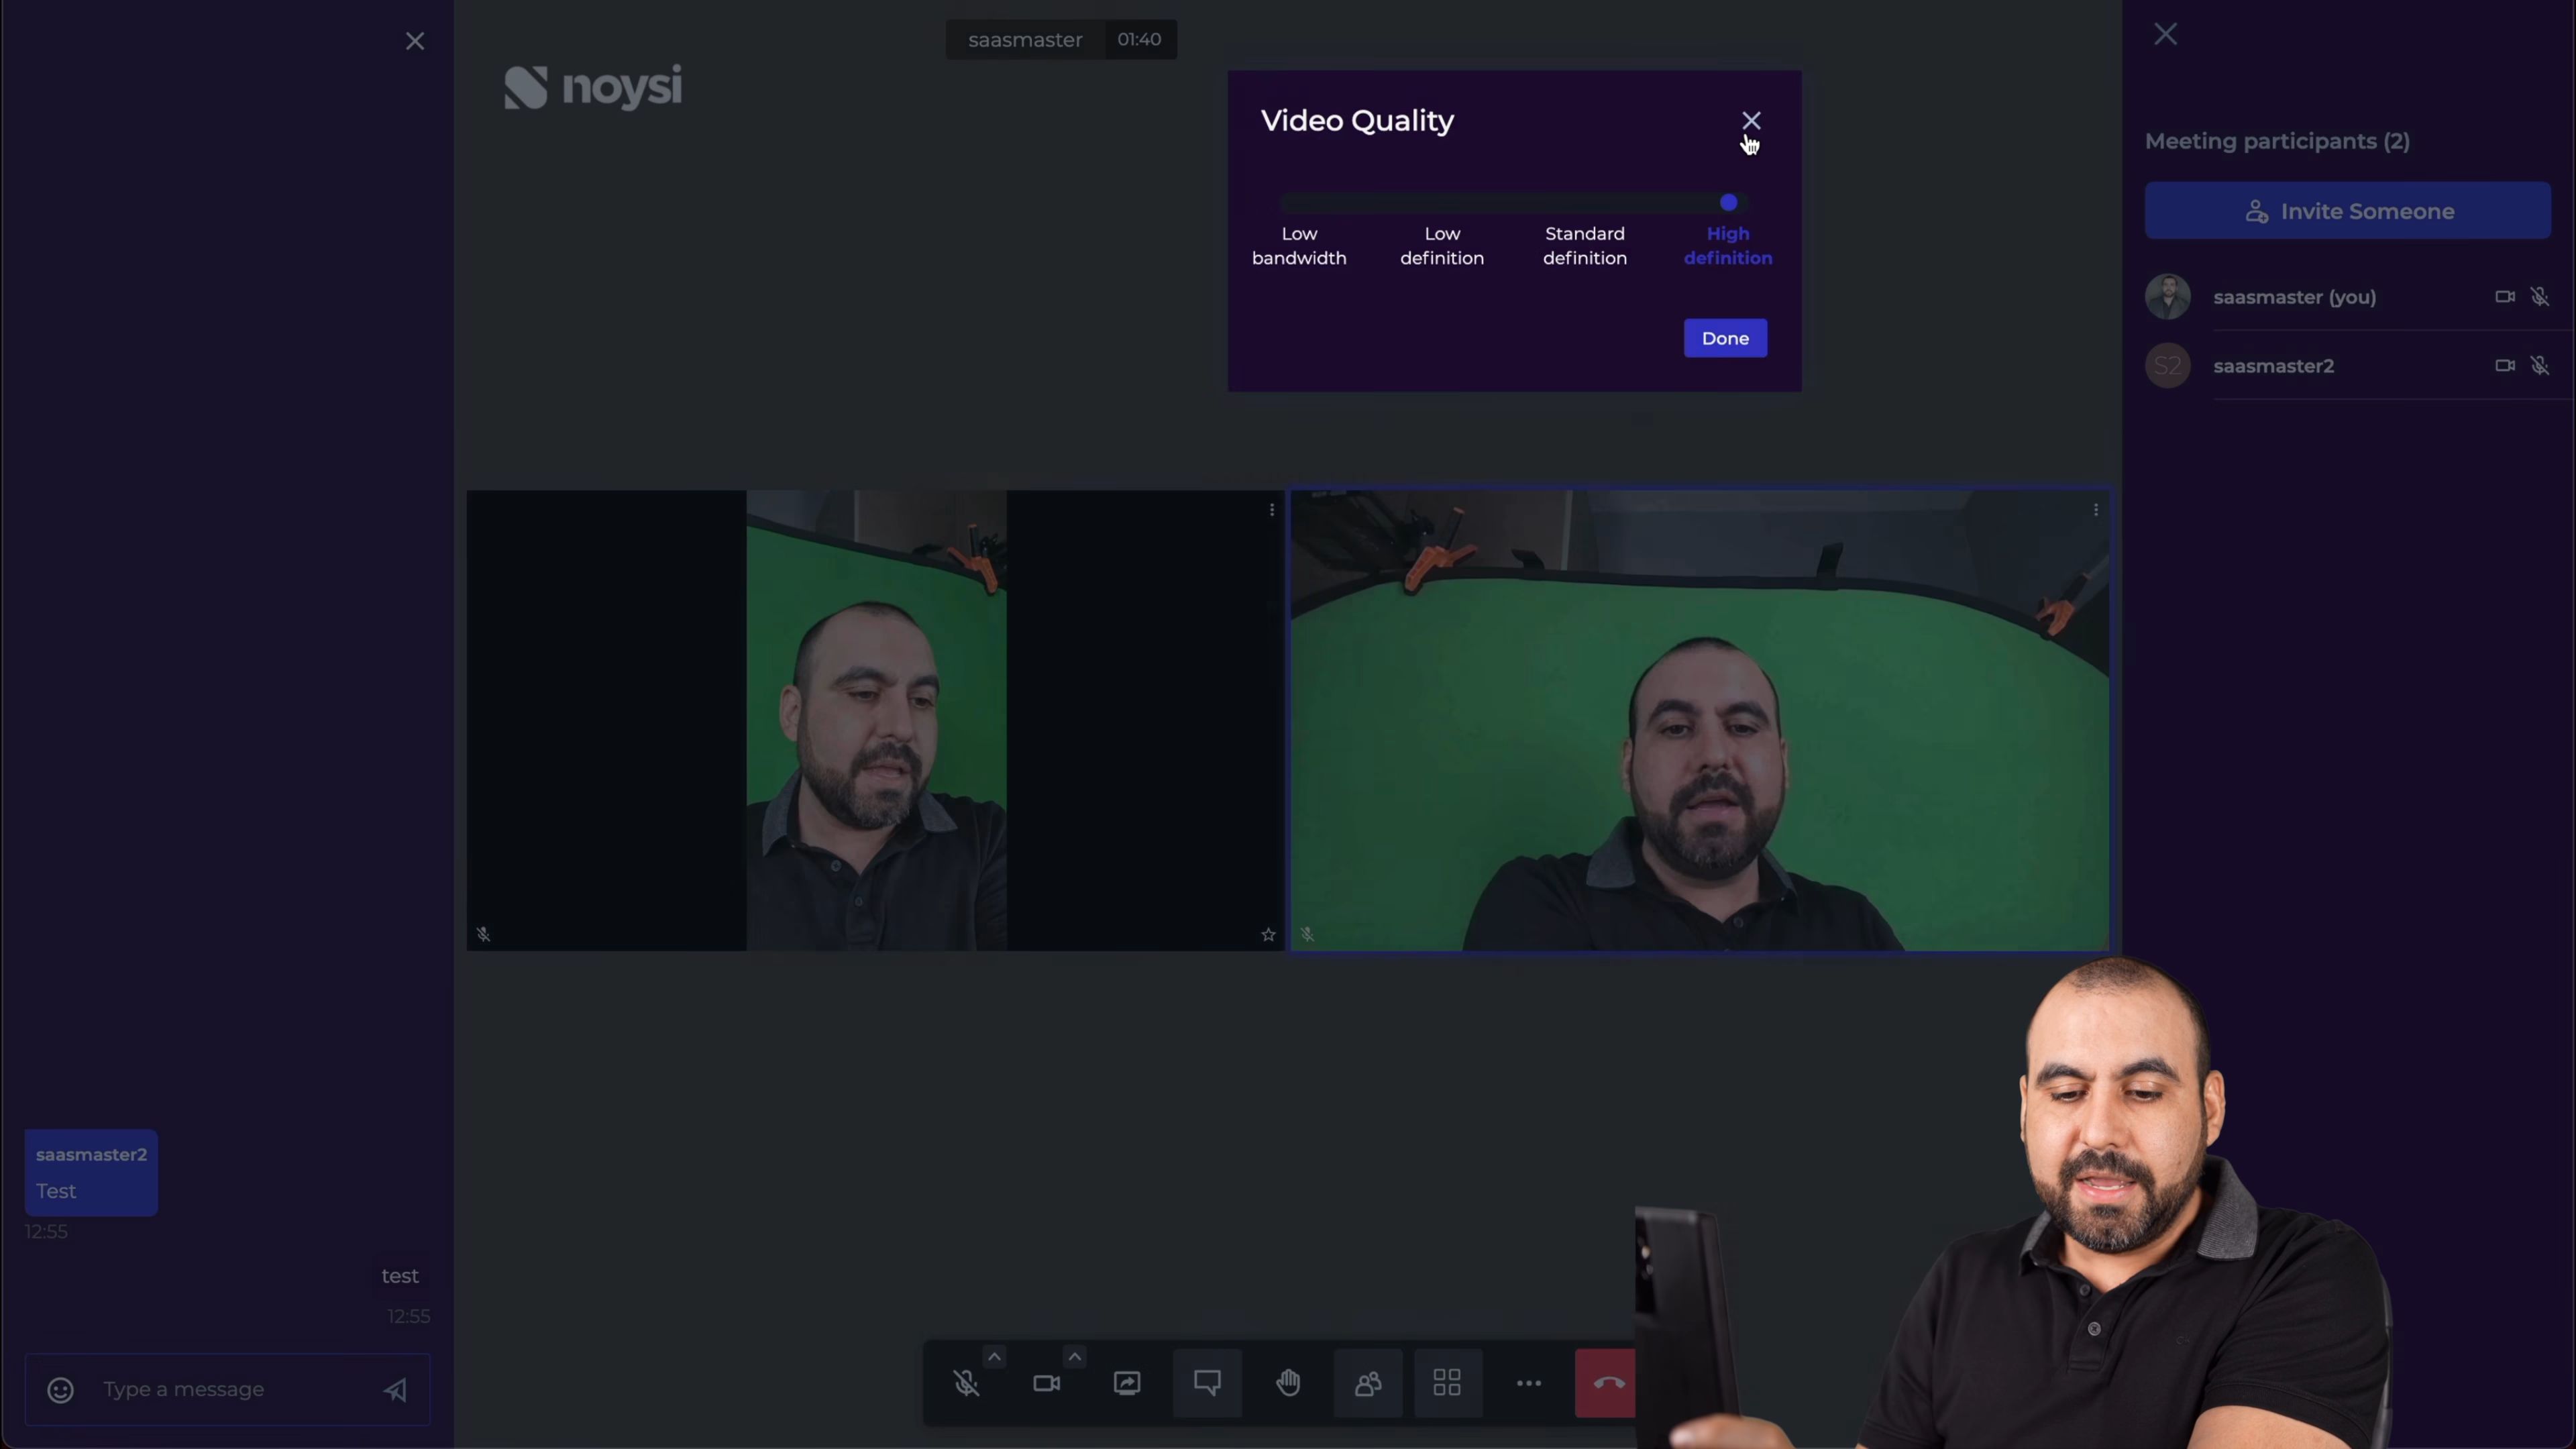 saasmaster 01:40
noysi
Video Quality
Low bandwidth
Low definition
Standard definition
High definition
Done
Meeting participants (2)
Invite Someone
saasmaster (you)
S2 saasmaster2
saasmaster2
Test
12:55
test
12:55
Type a message